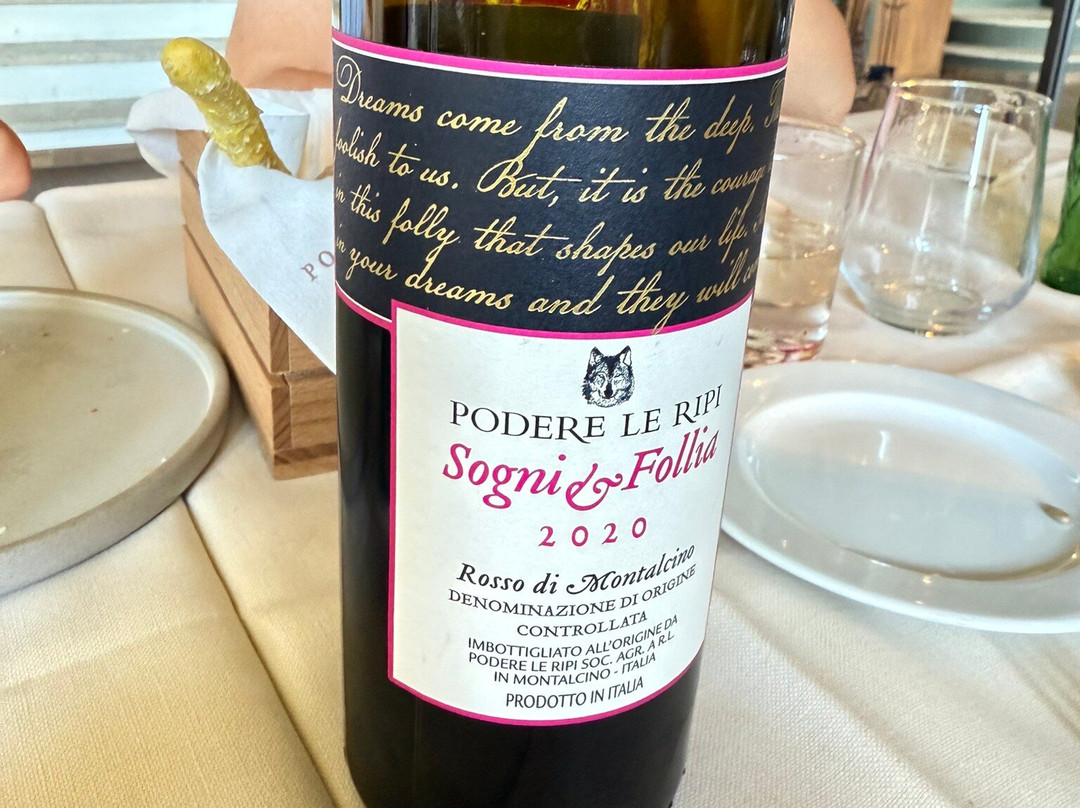 Dreams come from the deep.
foolish to us. But, it is the courage
in this folly that shapes our life.
in your dreams and they will
PODERE LE RIPI
Sogni & Follia
2020
Rosso di Montalcino
DENOMINAZIONE DI ORIGINE
CONTROLLATA
IMBOTTIGLIATO ALL'ORIGINE DA
PODERE LE RIPI SOC. AGR. A R.L.
IN MONTALCINO - ITALIA
PRODOTTO IN ITALIA